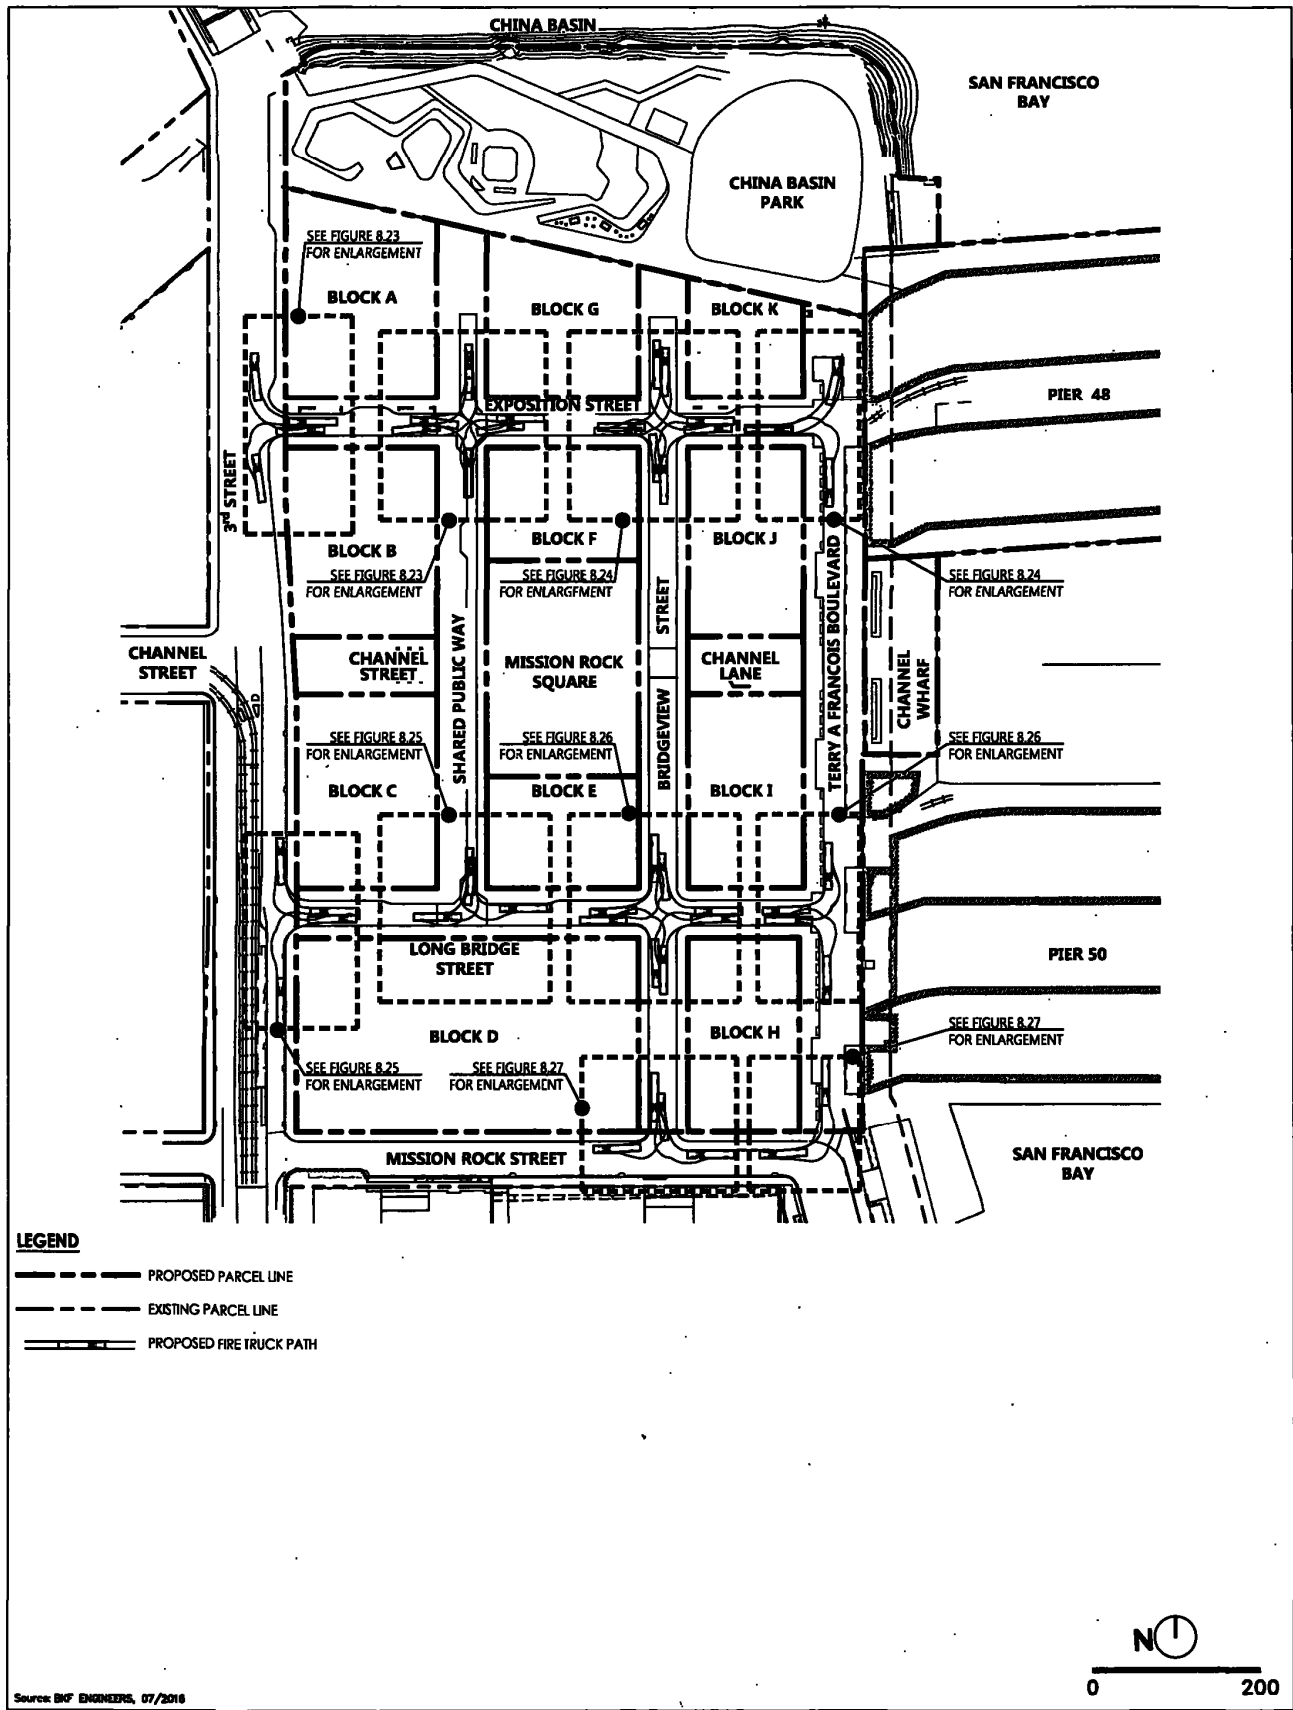 CHINA BASIN
SAN FRANCISCO
BAY
CHINA BASIN
PARK
SEE FIGURE 8.23
FOR ENLARGEMENT
BLOCK A
BLOCK G
BLOCK K
PIER 48
EXPOSITION STREET
3rd STREET
BLOCK B
BLOCK F
BLOCK J
SEE FIGURE 8.23
FOR ENLARGEMENT
SEE FIGURE 8.24
FOR ENLARGFMENT
SEE FIGURE 8.24
FOR ENLARGEMENT
CHANNEL
STREET
CHANNEL
STREET
SHARED PUBLIC WAY
MISSION ROCK
SQUARE
BRIDGEVIEW STREET
CHANNEL
LANE
TERRY A FRANCOIS BOULEVARD
CHANNEL
WHARF
SEE FIGURE 8.25
FOR ENLARGEMENT
SEE FIGURE 8.26
FOR ENLARGEMENT
SEE FIGURE 8.26
FOR ENLARGEMENT
BLOCK C
BLOCK E
BLOCK I
LONG BRIDGE
STREET
PIER 50
BLOCK D
BLOCK H
SEE FIGURE 8.27
FOR ENLARGEMENT
SEE FIGURE 8.25
FOR ENLARGEMENT
SEE FIGURE 8.27
FOR ENLARGEMENT
MISSION ROCK STREET
SAN FRANCISCO
BAY
LEGEND
PROPOSED PARCEL LINE
EXISTING PARCEL LINE
PROPOSED FIRE TRUCK PATH
N
0 200
Source: BKF ENGINEERS, 07/2016